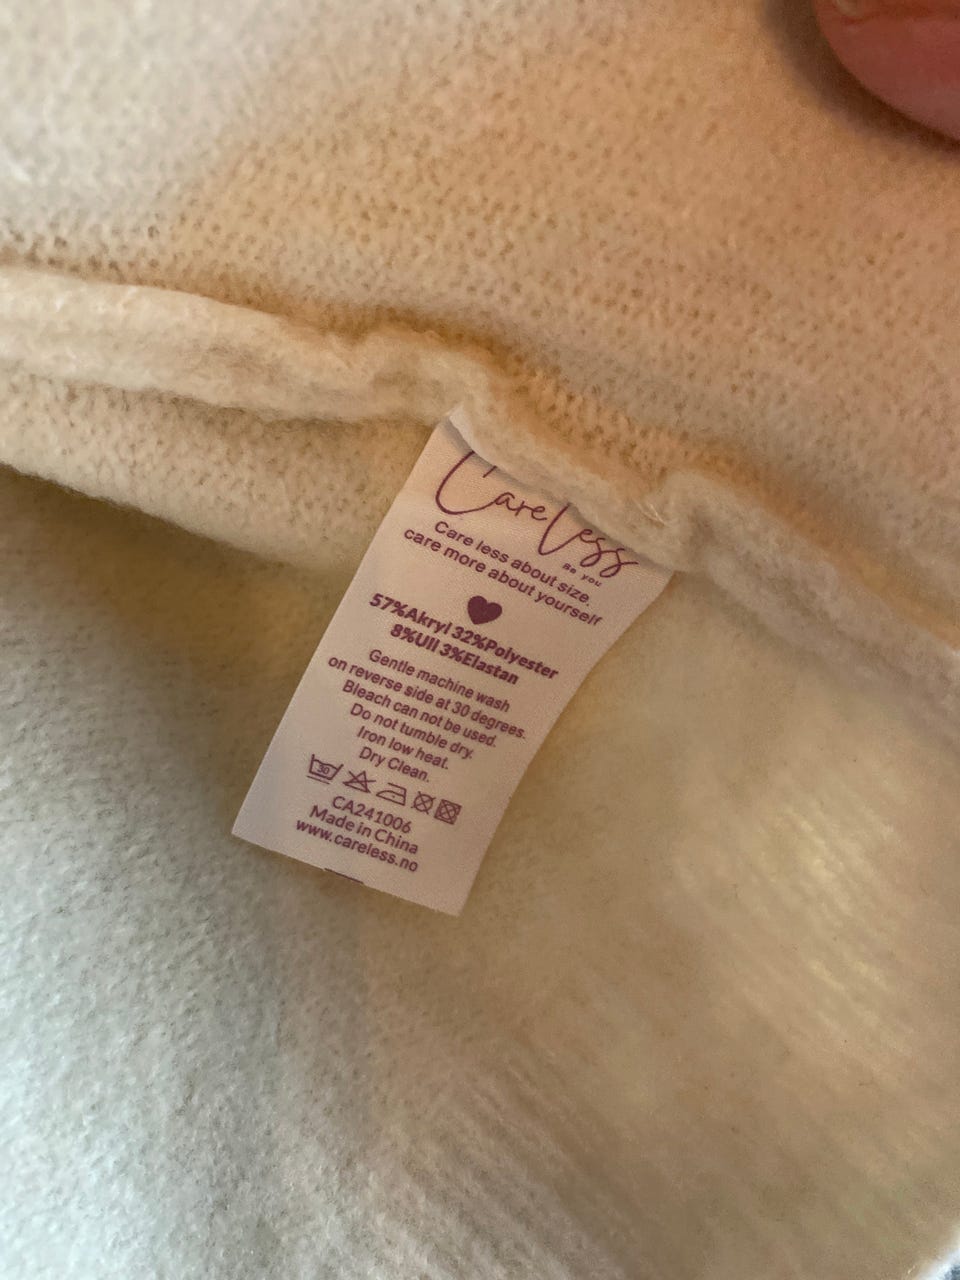 CareLess
Be you
Care less about size.
care more about yourself
57%Akryl 32%Polyester
8%Ull 3%Elastan
Gentle machine wash
on reverse side at 30 degrees.
Bleach can not be used.
Do not tumble dry.
Iron low heat.
Dry Clean.
30
CA241006
Made in China
www.careless.no